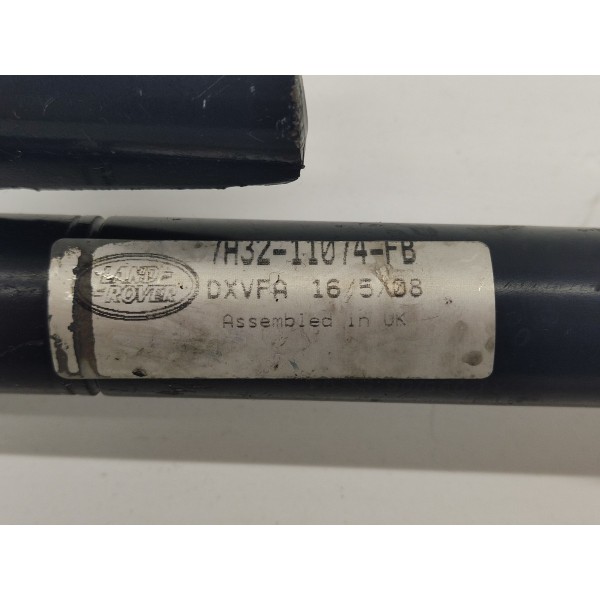 7H32-11074-FB
LAND-
-ROVER
DXVFA 16/5/08
Assembled in UK